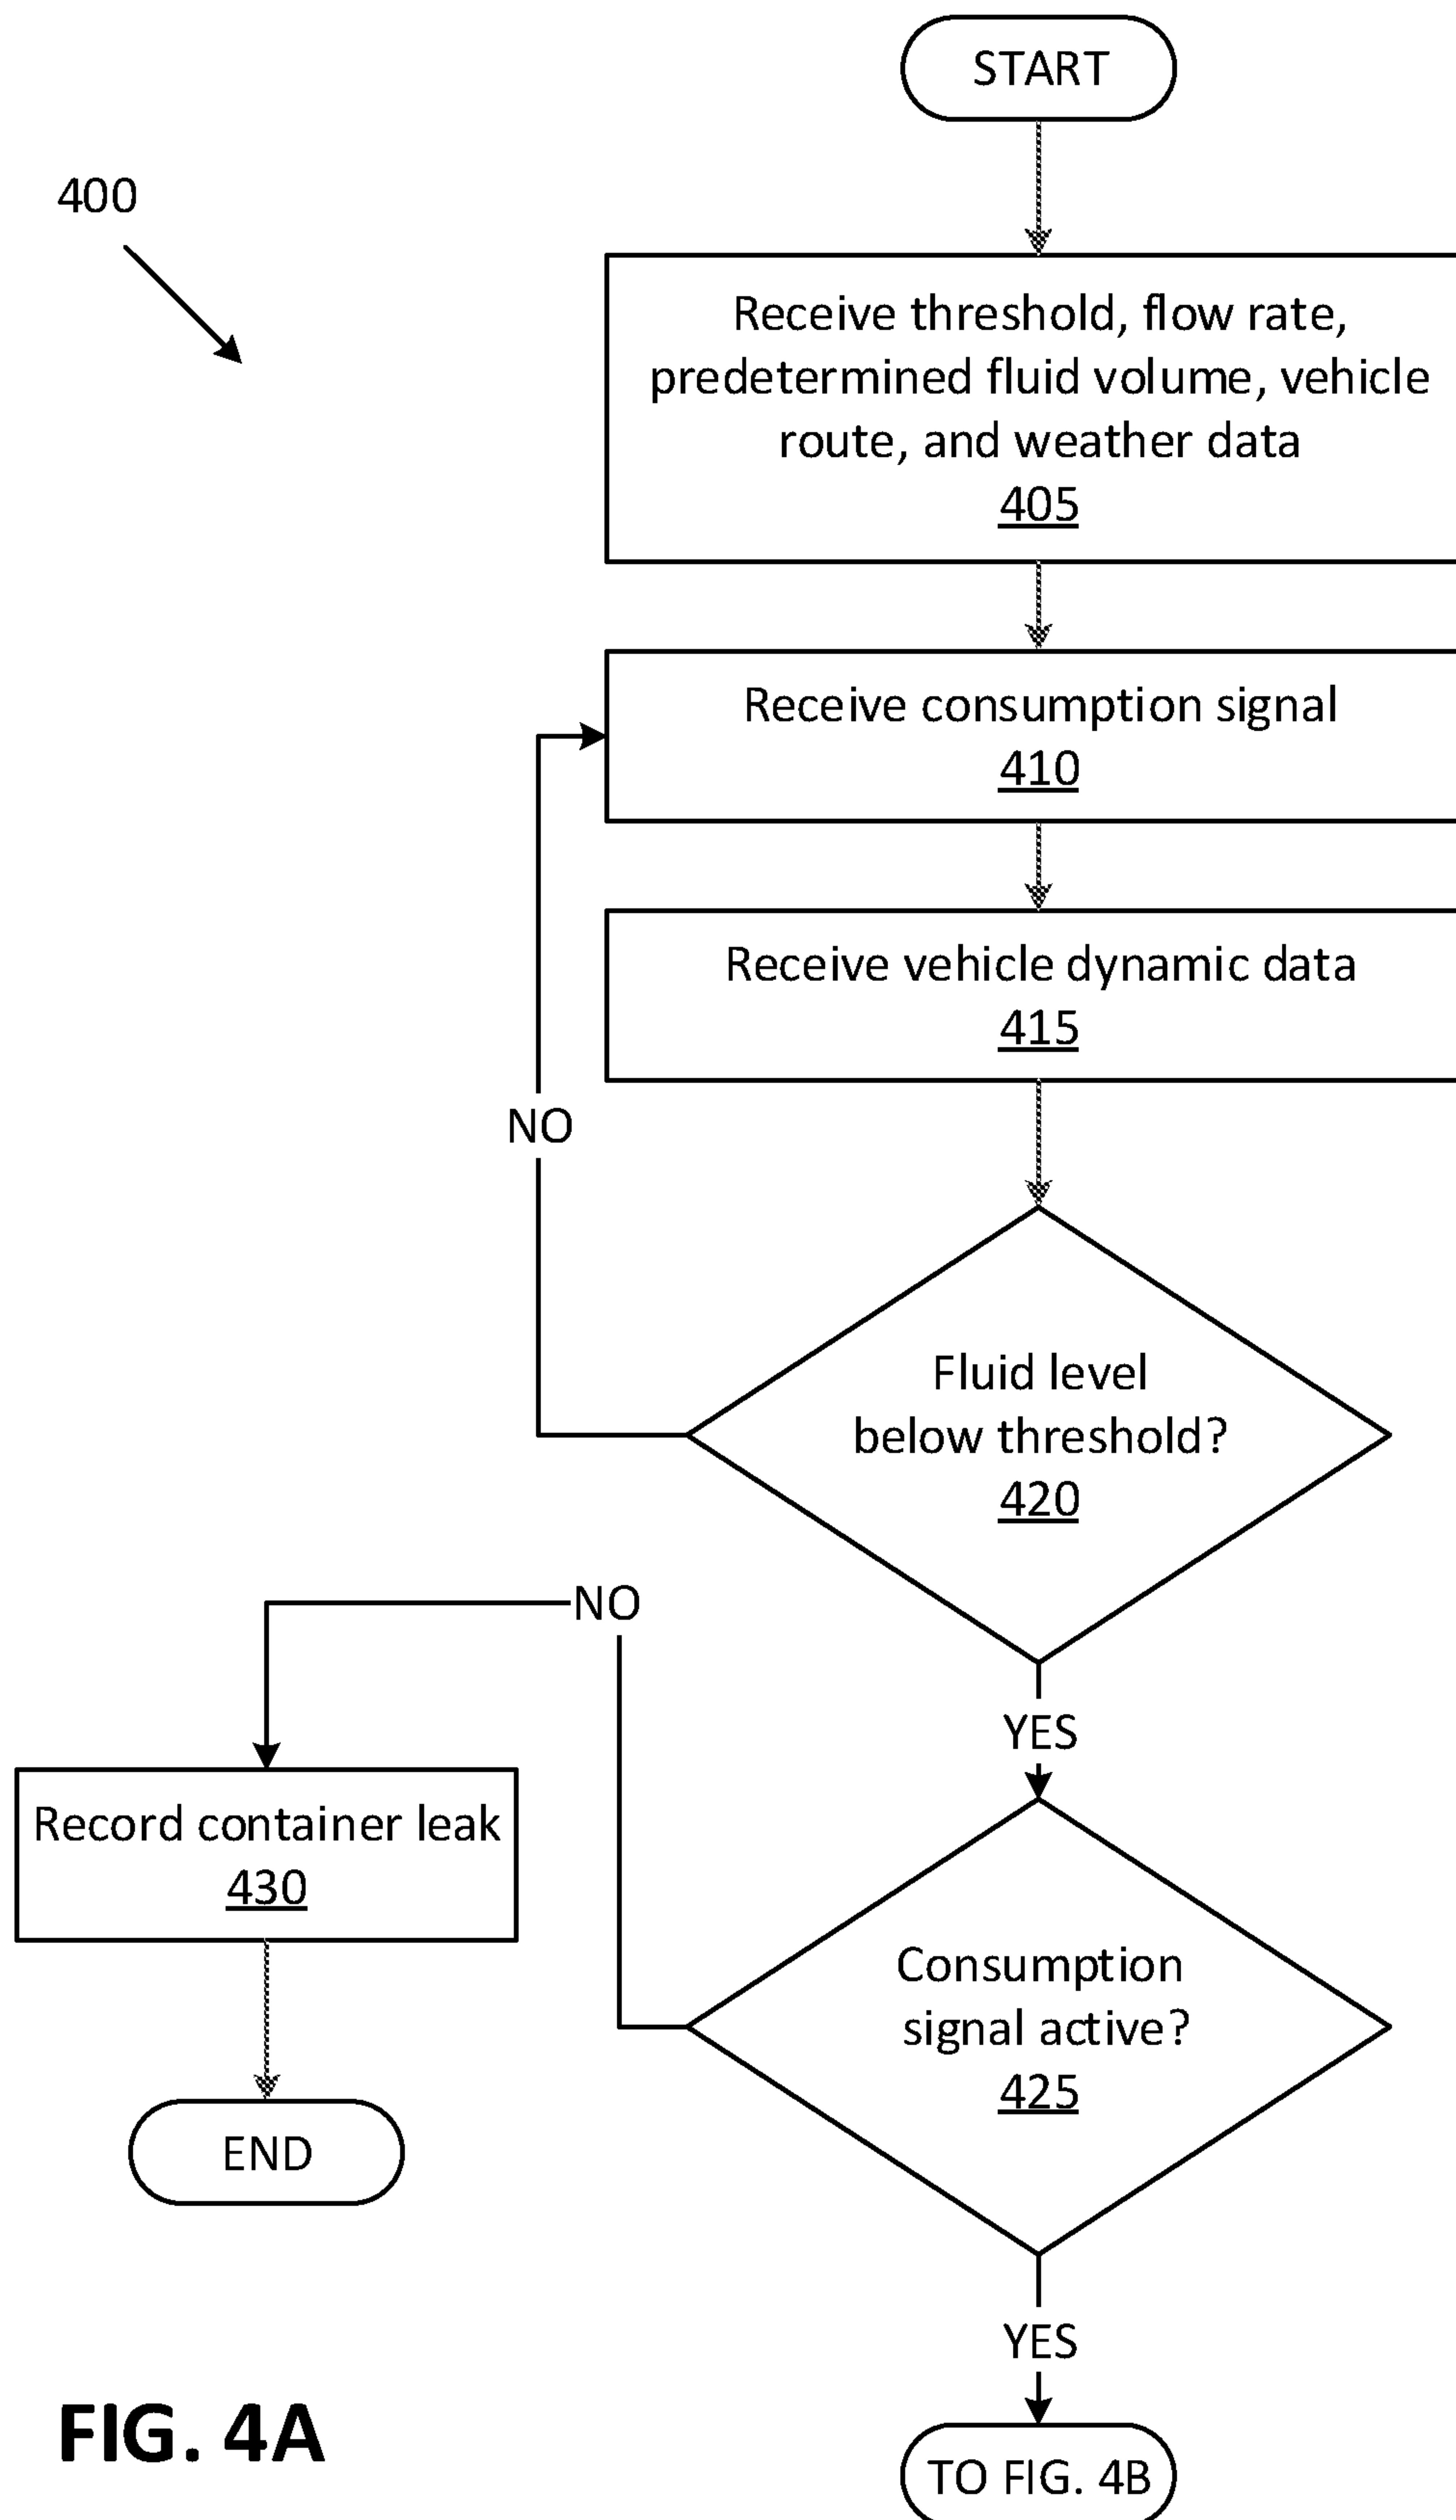 START
400
Receive threshold, flow rate,
predetermined fluid volume, vehicle
route, and weather data
405
Receive consumption signal
410
Receive vehicle dynamic data
415
NO
Fluid level
below threshold?
420
NO
YES
Record container leak
430
Consumption
signal active?
425
END
YES
FIG. 4A
TO FIG. 4B